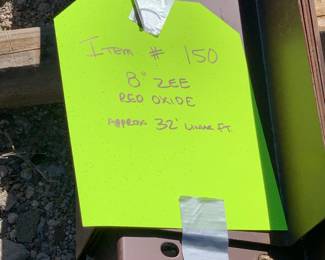 ITEM # 150
8" ZEE
RED OXIDE
APPROX 32' LINEAR FT.